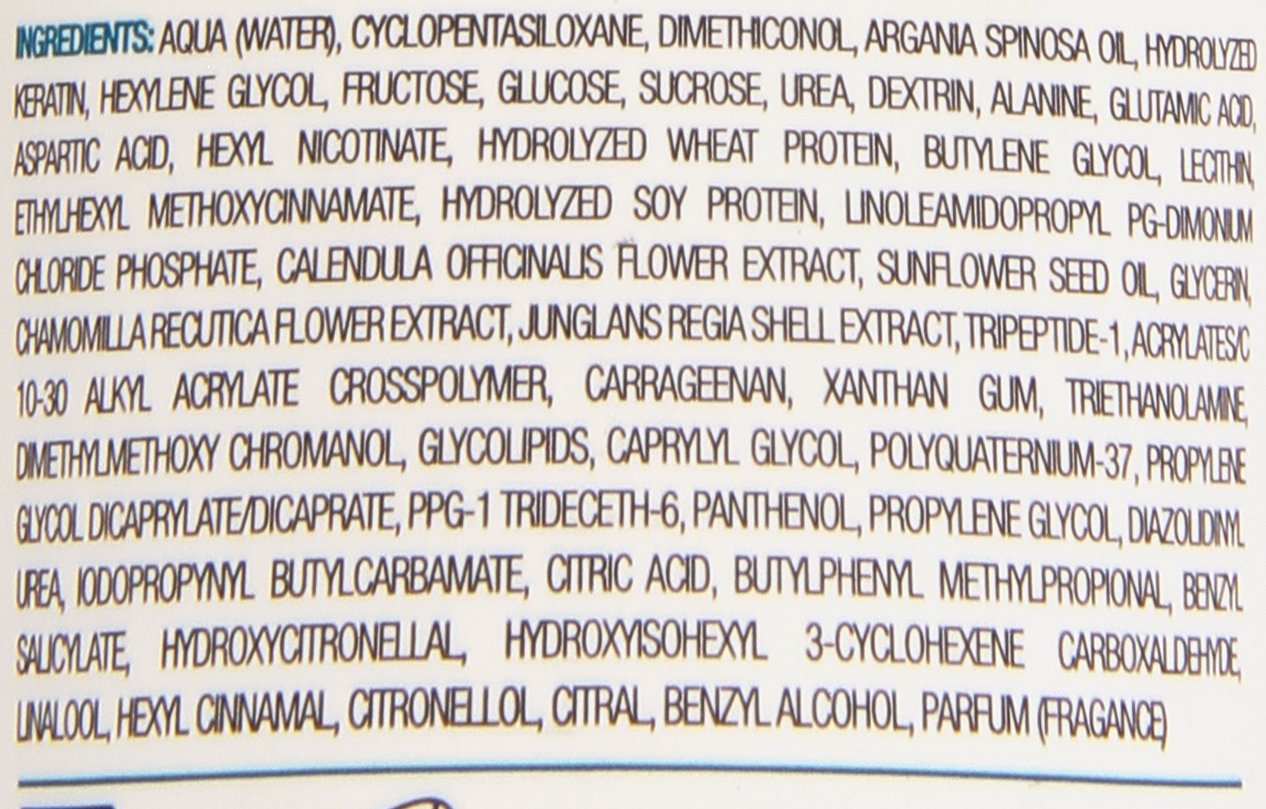 INGREDIENTS: AQUA (WATER), CYCLOPENTASILOXANE, DIMETHICONOL, ARGANIA SPINOSA OIL, HYDROLYZED
KERATIN, HEXYLENE GLYCOL, FRUCTOSE, GLUCOSE, SUCROSE, UREA, DEXTRIN, ALANINE, GLUTAMIC ACID,
ASPARTIC ACID, HEXYL NICOTINATE, HYDROLYZED WHEAT PROTEIN, BUTYLENE GLYCOL, LECITHIN,
ETHYLHEXYL METHOXYCINNAMATE, HYDROLYZED SOY PROTEIN, LINOLEAMIDOPROPYL PG-DIMONIUM
CHLORIDE PHOSPHATE, CALENDULA OFFICINALIS FLOWER EXTRACT, SUNFLOWER SEED OIL, GLYCERIN,
CHAMOMILLA RECUTICA FLOWER EXTRACT, JUNGLANS REGIA SHELL EXTRACT, TRIPEPTIDE-1, ACRYLATES/C
10-30 ALKYL ACRYLATE CROSSPOLYMER, CARRAGEENAN, XANTHAN GUM, TRIETHANOLAMINE,
DIMETHYLMETHOXY CHROMANOL, GLYCOLIPIDS, CAPRYLYL GLYCOL, POLYQUATERNIUM-37, PROPYLENE
GLYCOL DICAPRYLATE/DICAPRATE, PPG-1 TRIDECETH-6, PANTHENOL, PROPYLENE GLYCOL, DIAZOLIDINYL
UREA, IODOPROPYNYL BUTYLCARBAMATE, CITRIC ACID, BUTYLPHENYL METHYLPROPIONAL, BENZYL
SALICYLATE, HYDROXYCITRONELLAL, HYDROXYISOHEXYL 3-CYCLOHEXENE CARBOXALDEHYDE,
LINALOOL, HEXYL CINNAMAL, CITRONELLOL, CITRAL, BENZYL ALCOHOL, PARFUM (FRAGANCE)